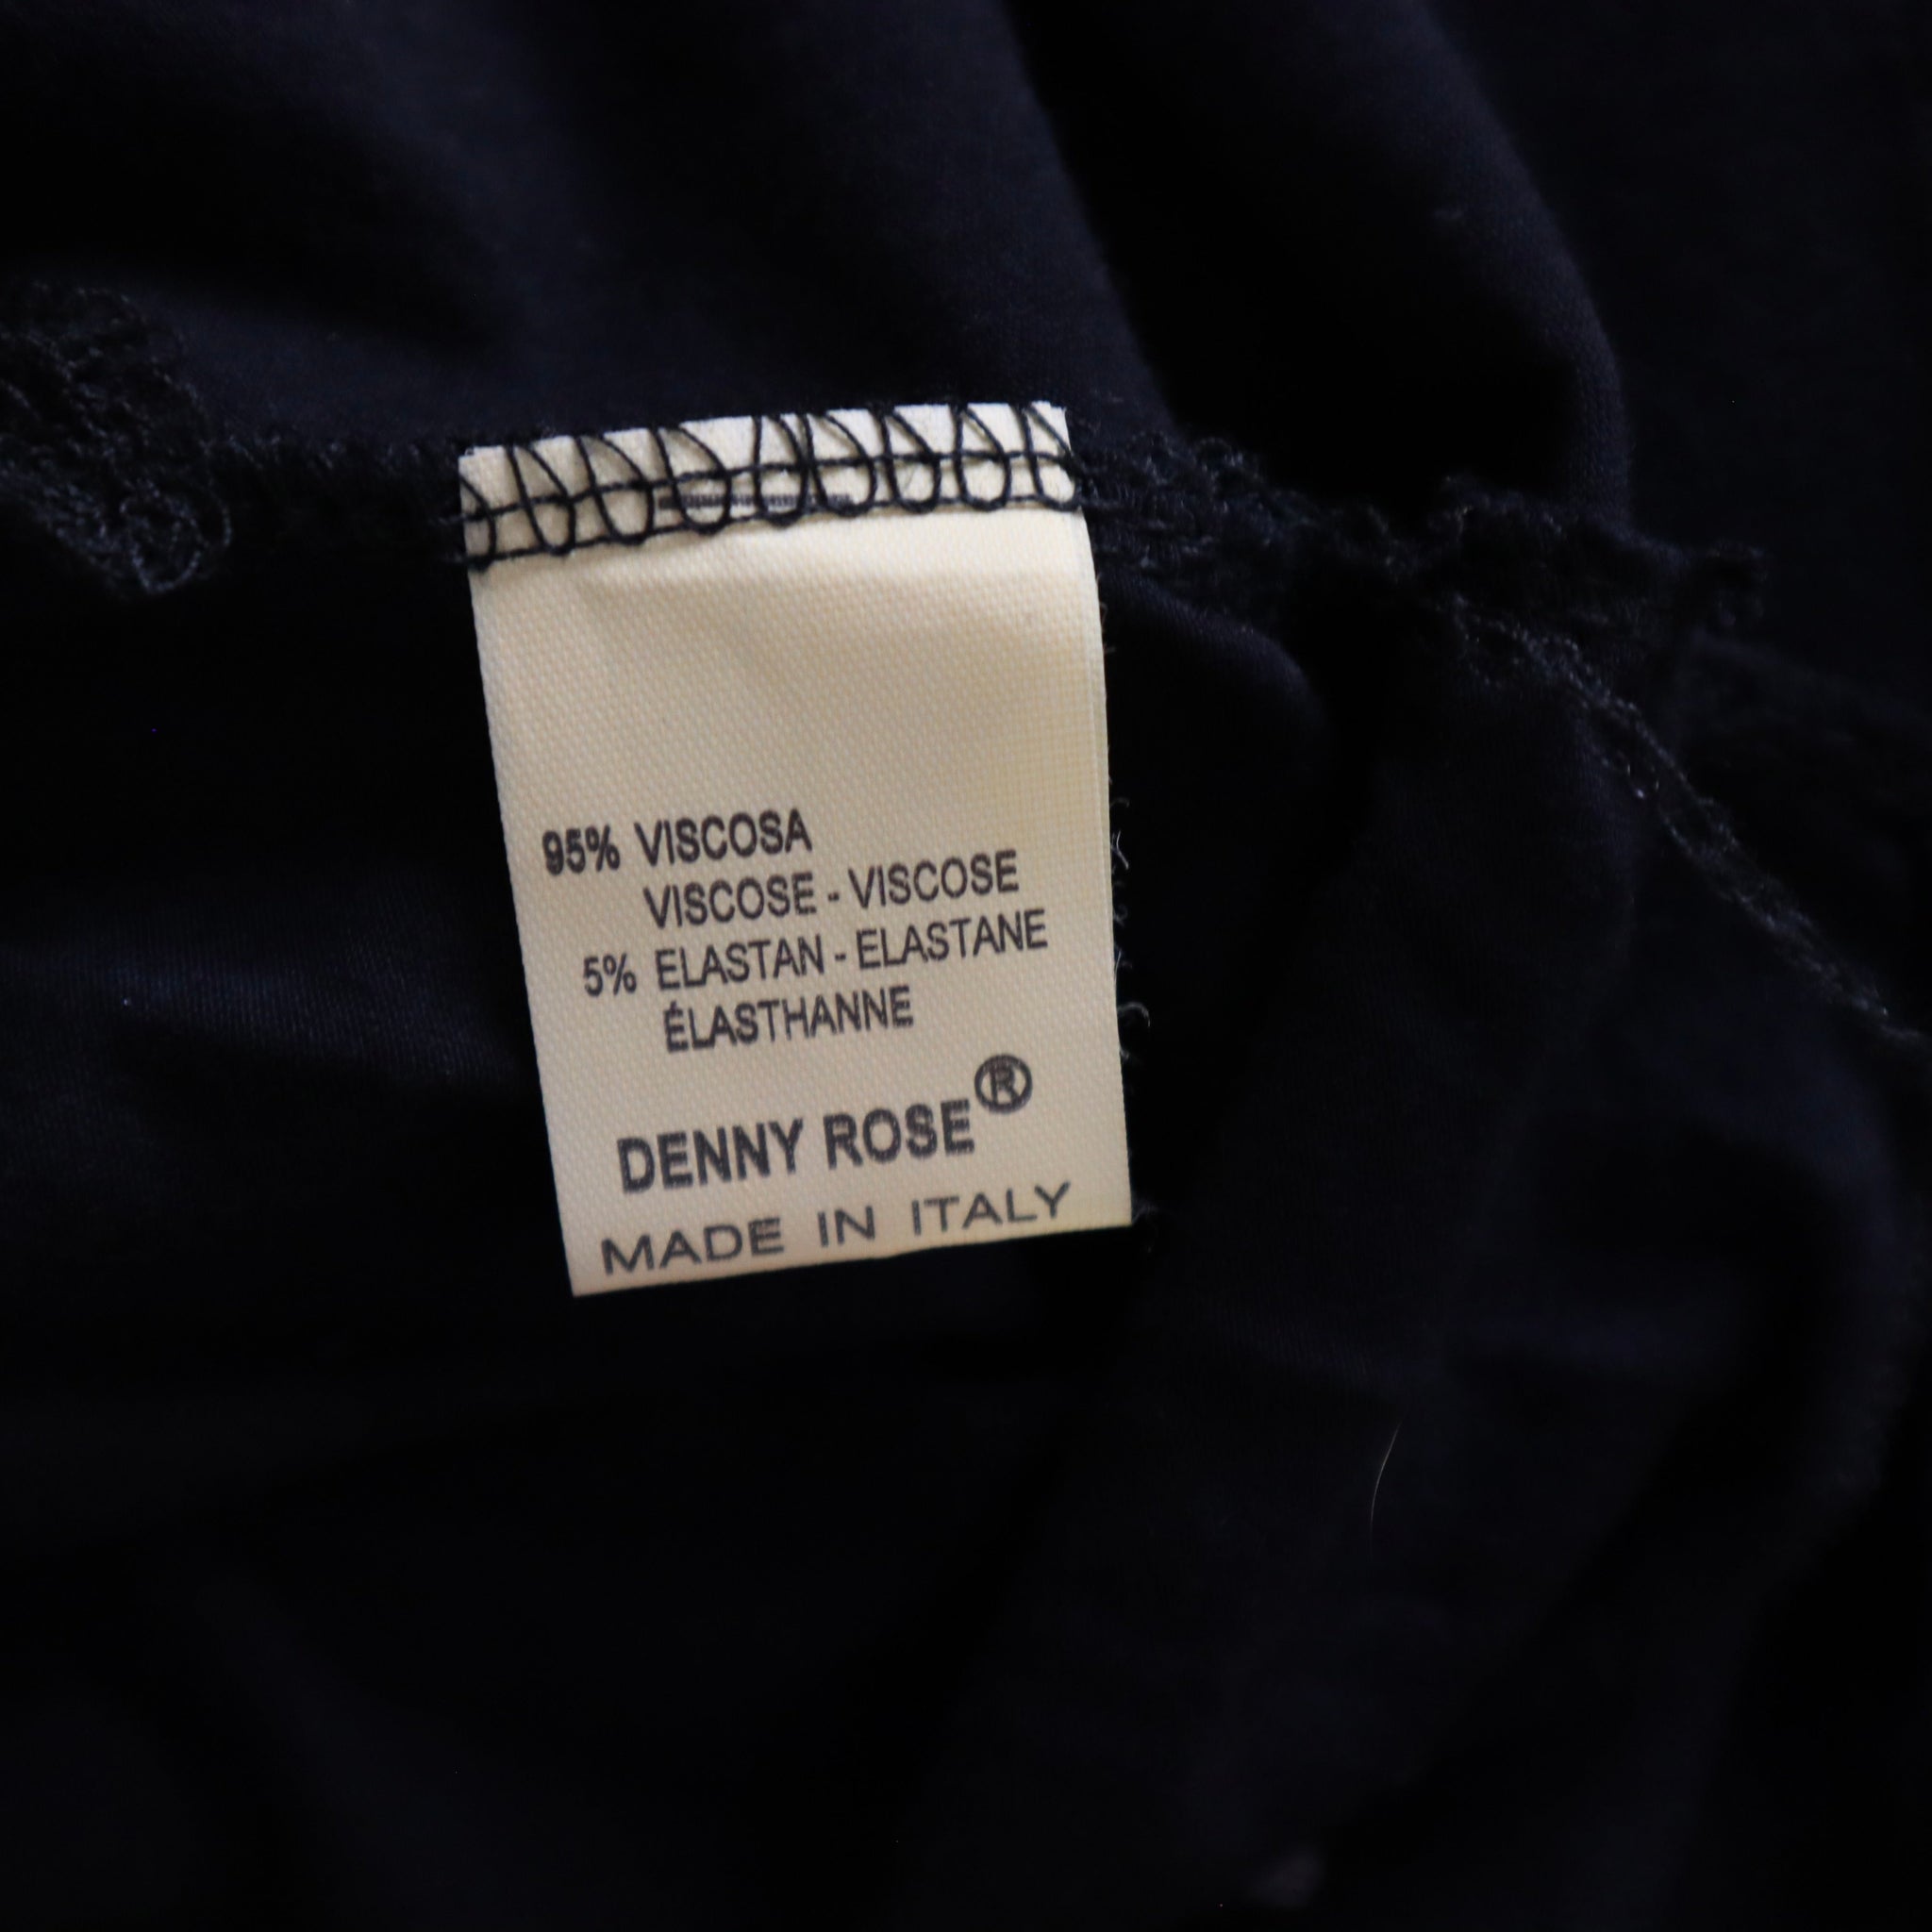 95% VISCOSA
VISCOSE - VISCOSE
5% ELASTAN - ELASTANE
ÉLASTHANNE
DENNY ROSE®
MADE IN ITALY